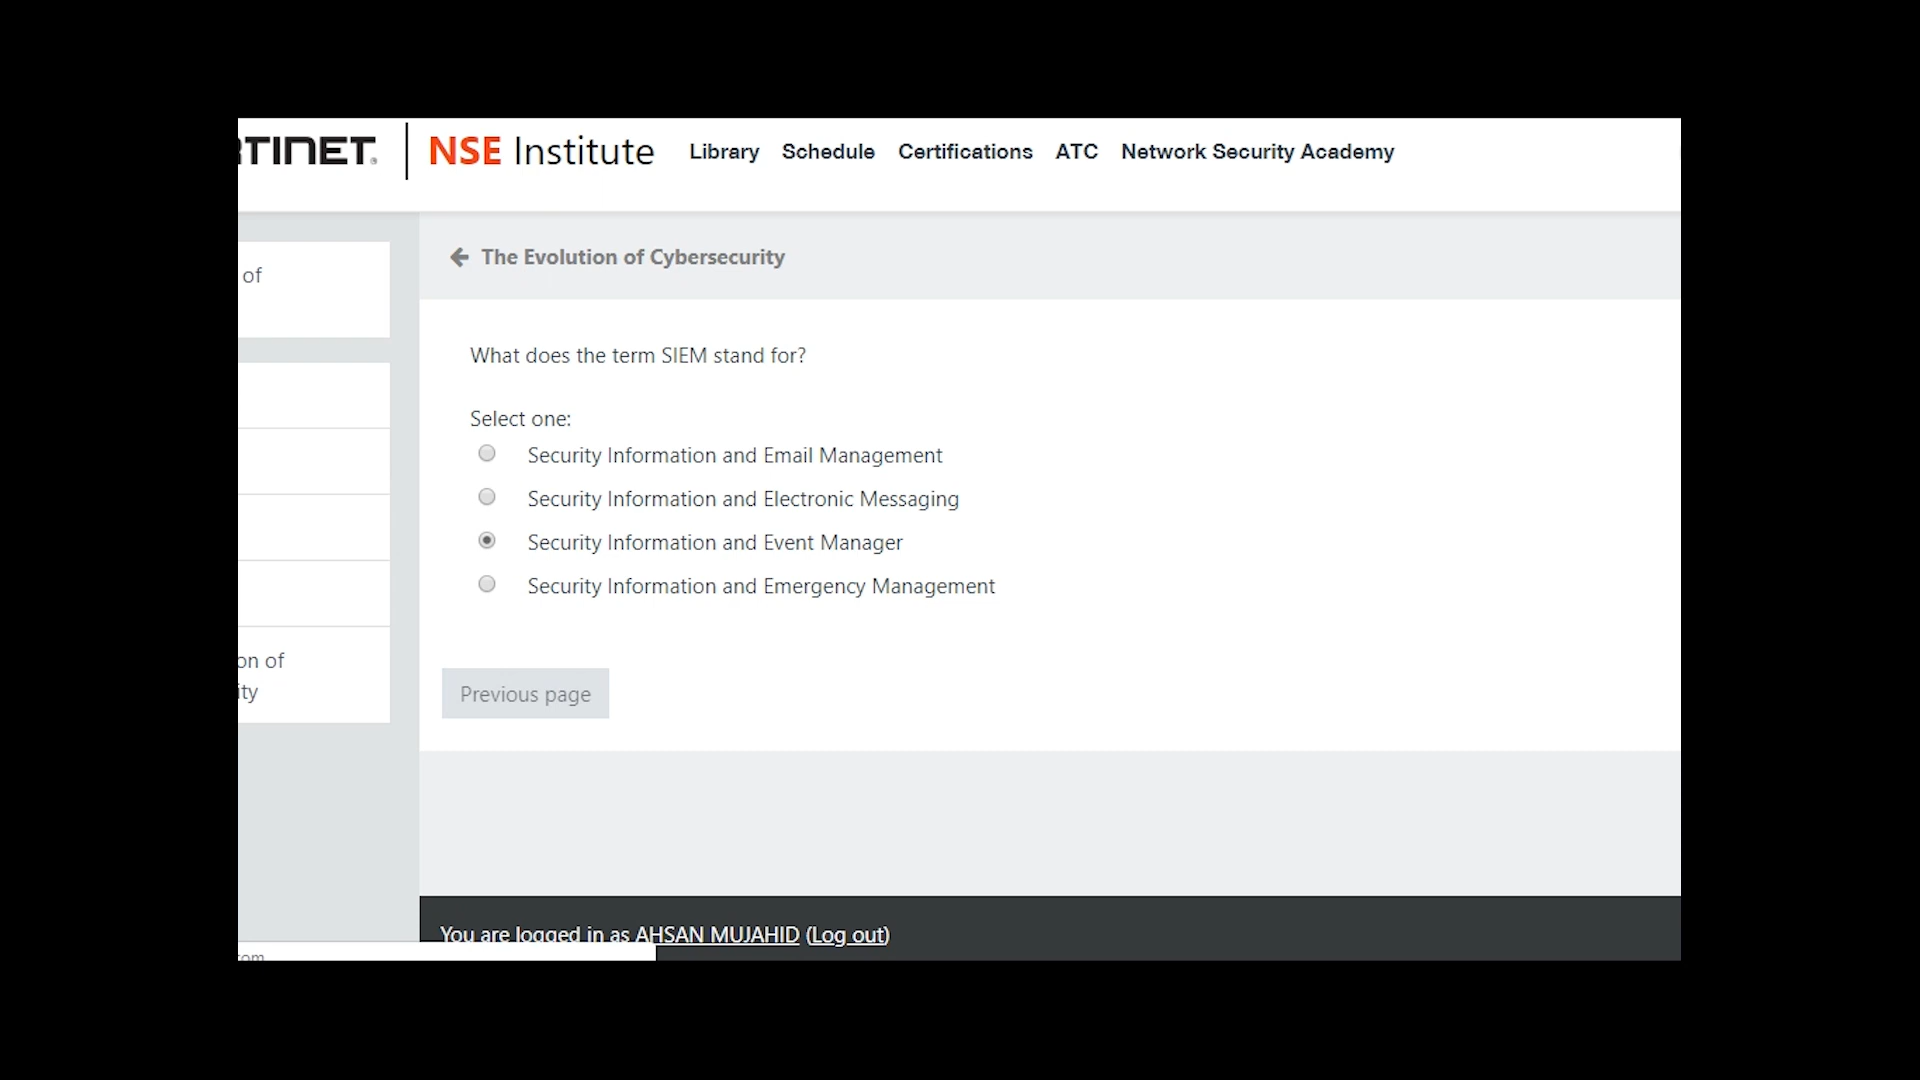 TINET.
NSE Institute Library Schedule Certifications ATC Network Security Academy
of
The Evolution of Cybersecurity
What does the term SIEM stand for?
Select one:
Security Information and Email Management
Security Information and Electronic Messaging
Security Information and Event Manager
Security Information and Emergency Management
on of
ity
Previous page
You are logged in as AHSAN MUJAHID (Log out)